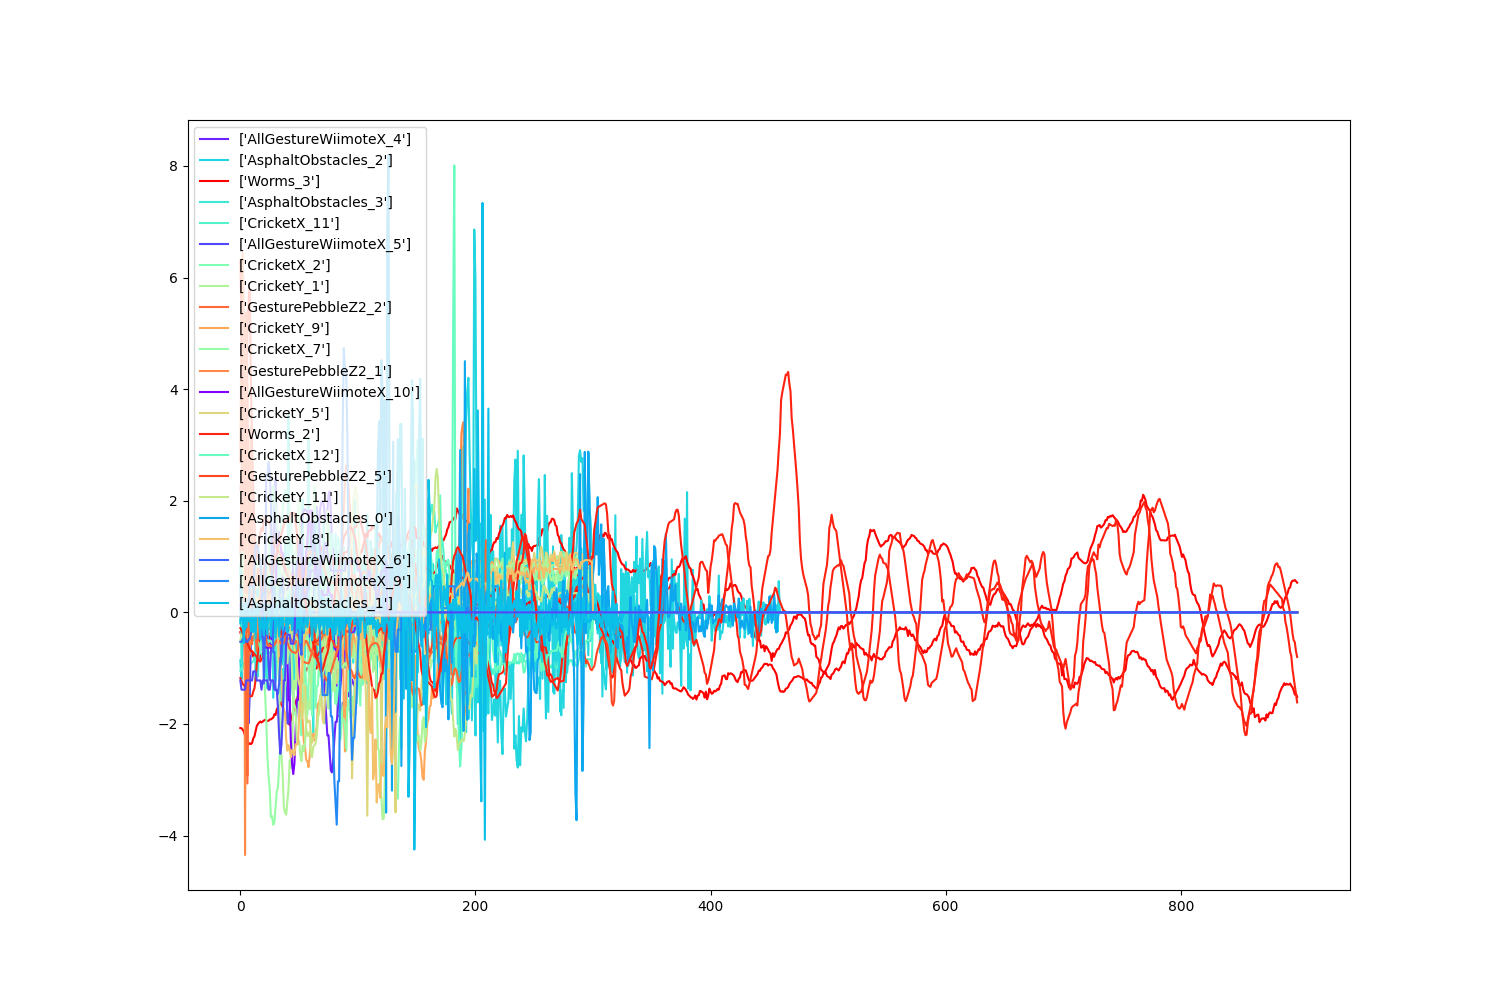 ['AllGestureWiimoteX_4']
['AsphaltObstacles_2']
['Worms_3']
['AsphaltObstacles_3']
['CricketX_11']
['AllGestureWiimoteX_5']
['CricketX_2']
['CricketY_1']
['GesturePebbleZ2_2']
['CricketY_9']
['CricketX_7']
['GesturePebbleZ2_1']
['AllGestureWiimoteX_10']
['CricketY_5']
['Worms_2']
['CricketX_12']
['GesturePebbleZ2_5']
['CricketY_11']
['AsphaltObstacles_0']
['CricketY_8']
['AllGestureWiimoteX_6']
['AllGestureWiimoteX_9']
['AsphaltObstacles_1']
8
6
4
2
0
−2
−4
0 200 400 600 800